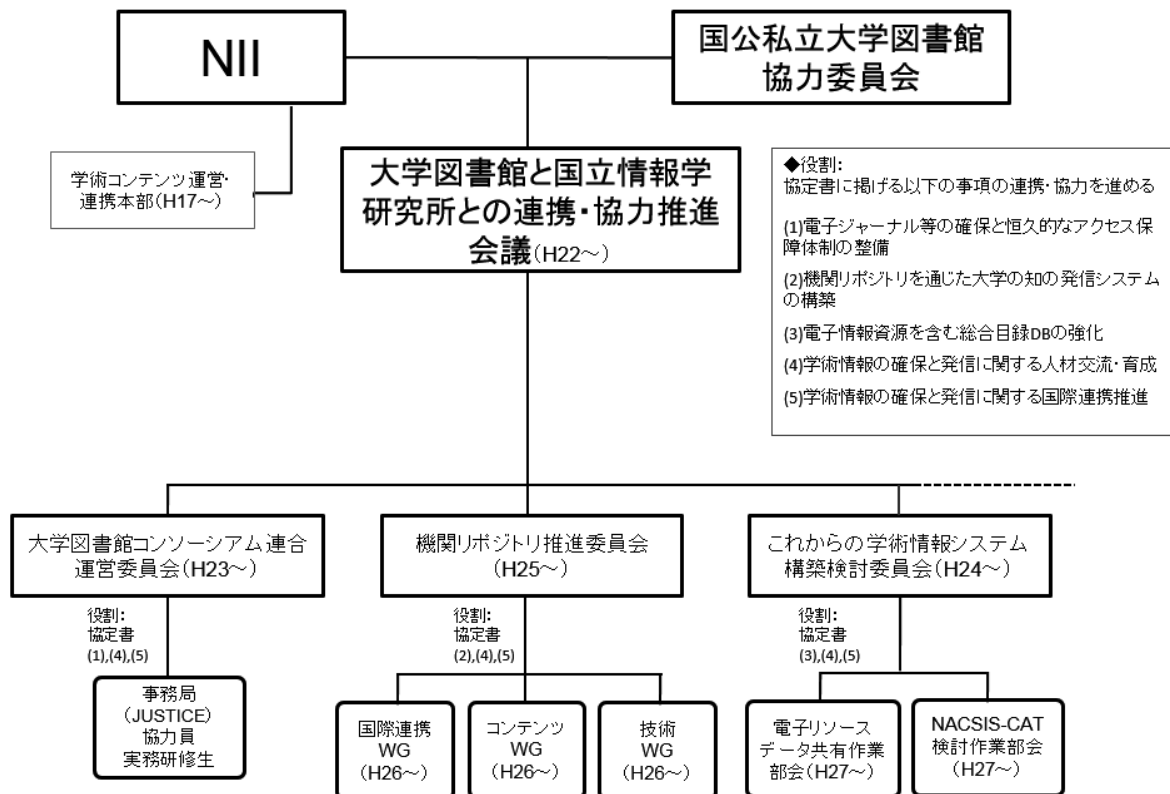 NII
国公私立大学図書館
協力委員会
学術コンテンツ運営・
連携本部(H17～)
大学図書館と国立情報学
研究所との連携・協力推進
会議(H22～)
◆役割：
協定書に掲げる以下の事項の連携・協力を進める
(1)電子ジャーナル等の確保と恒久的なアクセス保
障体制の整備
(2)機関リポジトリを通じた大学の知の発信システム
の構築
(3)電子情報資源を含む総合目録DBの強化
(4)学術情報の確保と発信に関する人材交流・育成
(5)学術情報の確保と発信に関する国際連携推進
大学図書館コンソーシアム連合
運営委員会(H23～)
機関リポジトリ推進委員会
(H25～)
これからの学術情報システム
構築検討委員会(H24～)
役割：
協定書
(1),(4),(5)
役割：
協定書
(2),(4),(5)
役割：
協定書
(3),(4),(5)
事務局
(JUSTICE)
協力員
実務研修生
国際連携
WG
(H26～)
コンテンツ
WG
(H26～)
技術
WG
(H26～)
電子リソース
データ共有作業
部会(H27～)
NACSIS-CAT
検討作業部会
(H27～)